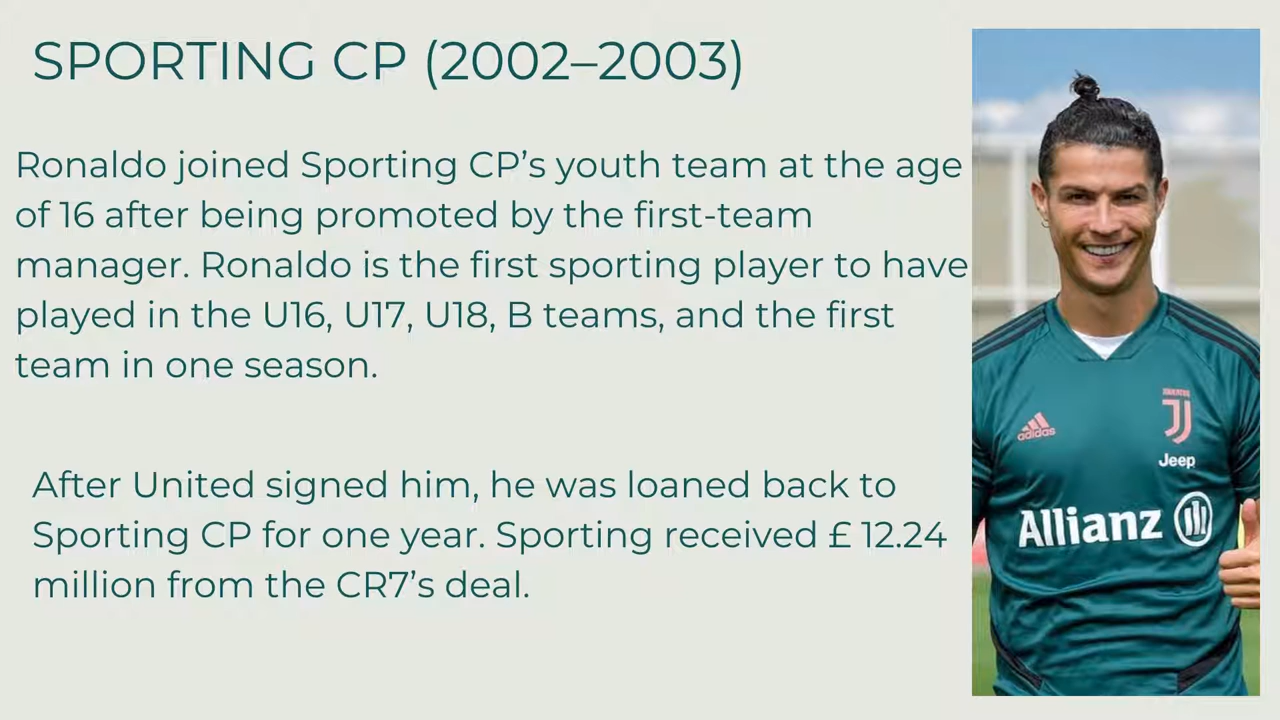 SPORTING CP (2002–2003)
Ronaldo joined Sporting CP’s youth team at the age
of 16 after being promoted by the first-team
manager. Ronaldo is the first sporting player to have
played in the U16, U17, U18, B teams, and the first
team in one season.
After United signed him, he was loaned back to
Sporting CP for one year. Sporting received £ 12.24
million from the CR7’s deal.
JUVENTUS
adidas
Jeep
Allianz